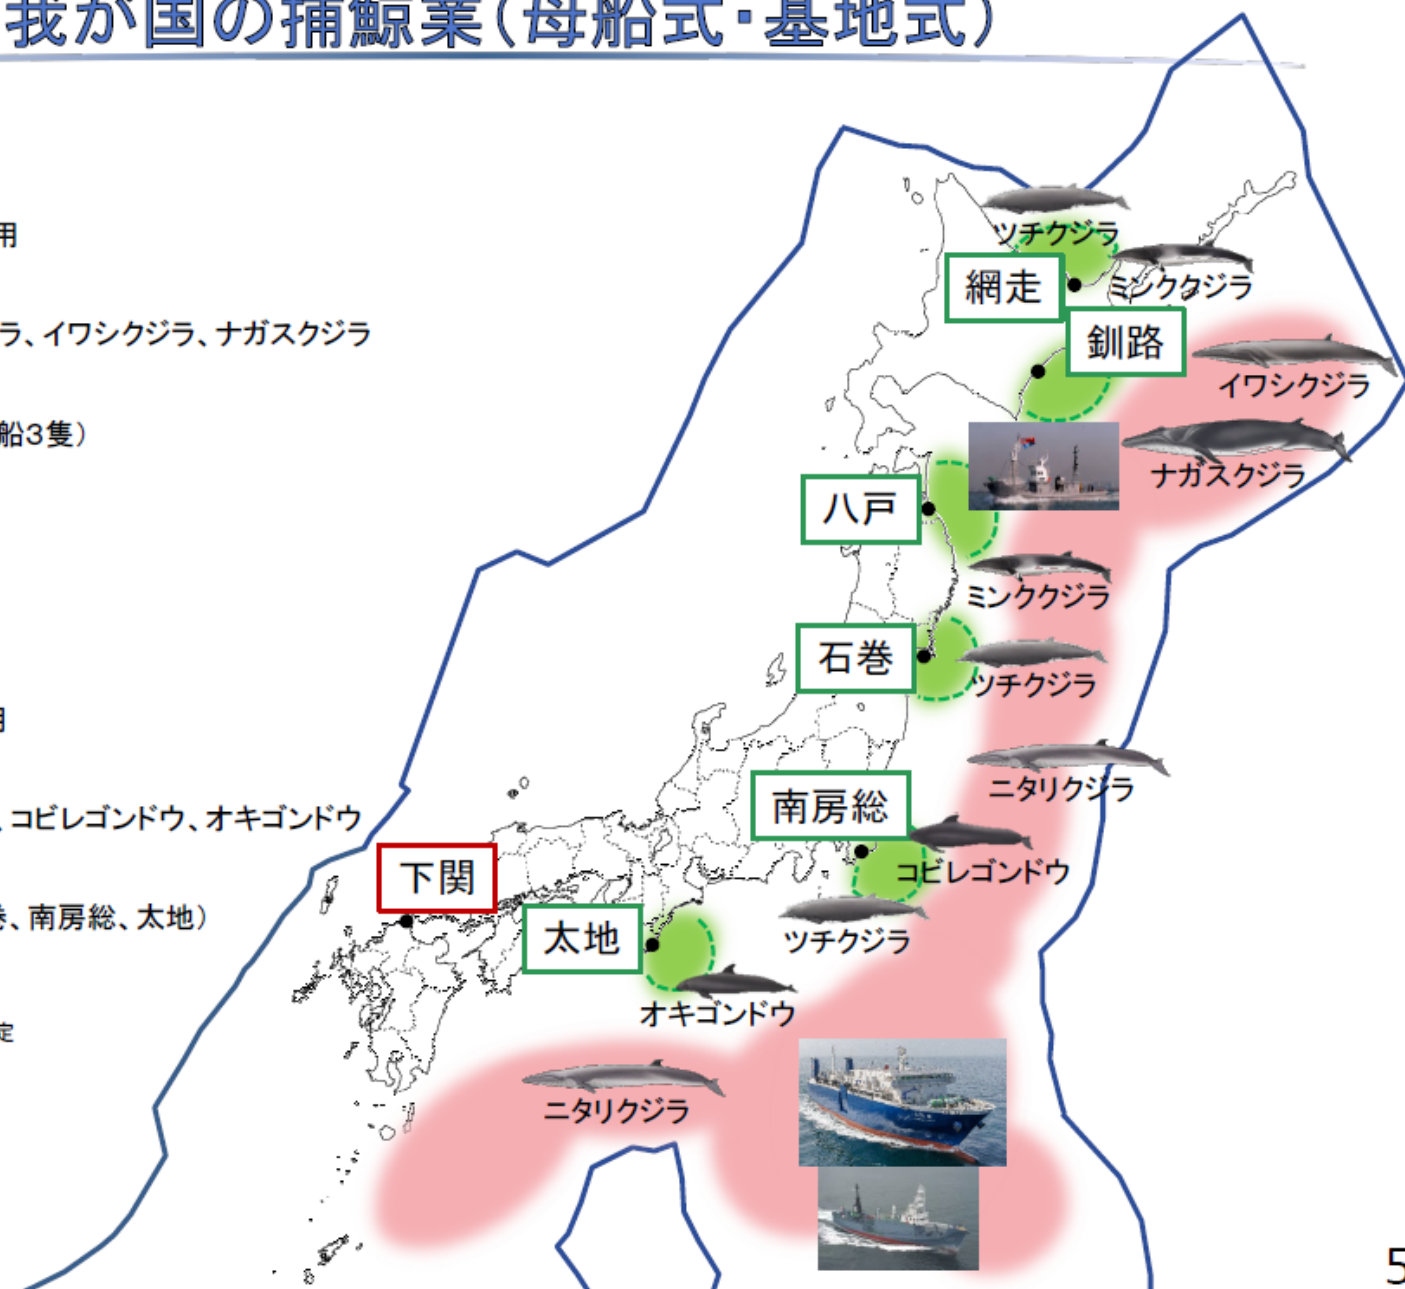 我が国の捕鯨業（母船式・基地式）
用
ラ、イワシクジラ、ナガスクジラ
船３隻）
、コビレゴンドウ、オキゴンドウ
巻、南房総、太地）
定
ツチクジラ
網走
ミンククジラ
釧路
イワシクジラ
ナガスクジラ
八戸
ミンククジラ
石巻
ツチクジラ
ニタリクジラ
南房総
コビレゴンドウ
下関
太地
ツチクジラ
オキゴンドウ
ニタリクジラ
5